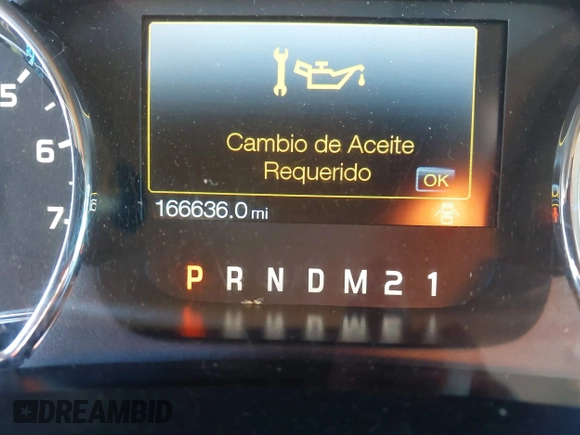 5
6
7
Cambio de Aceite
Requerido
OK
166636.0 mi
P R N D M 2 1
DREAMBID